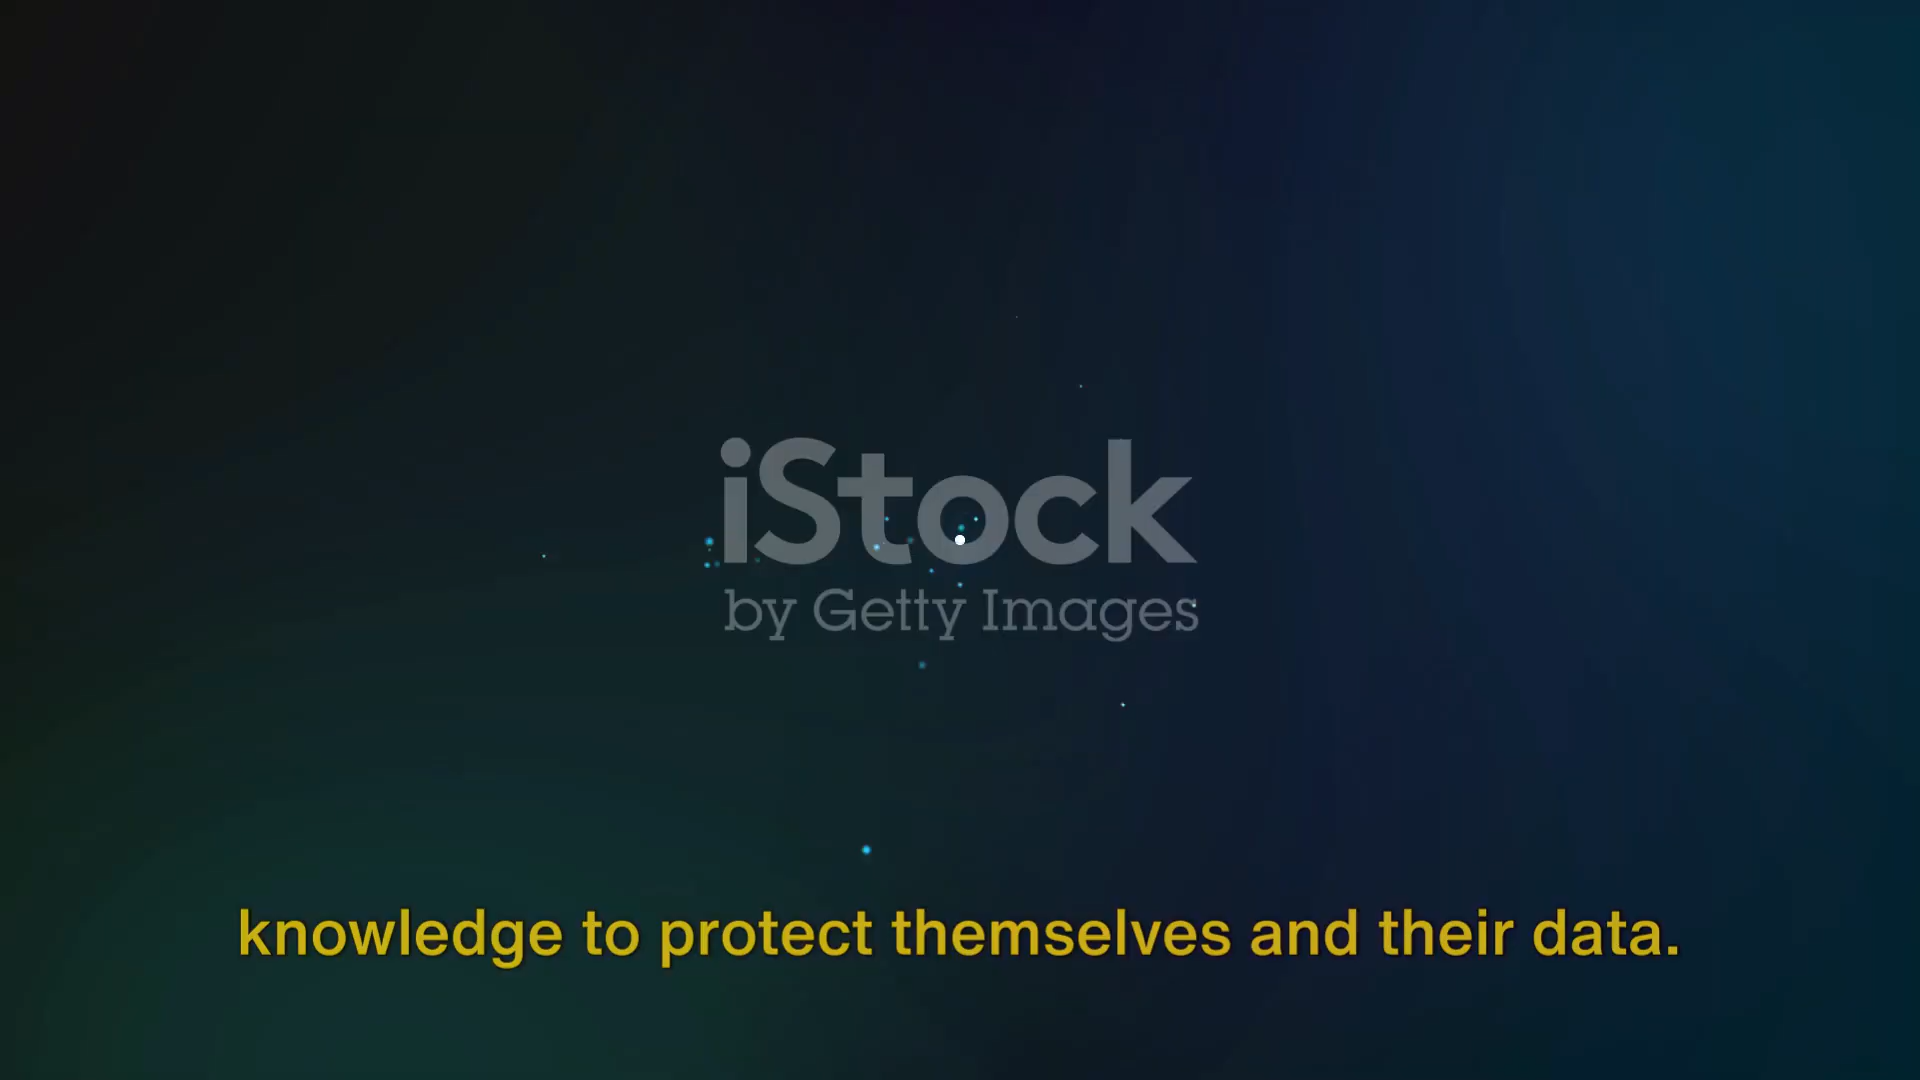 iStock
by Getty Images
knowledge to protect themselves and their data.